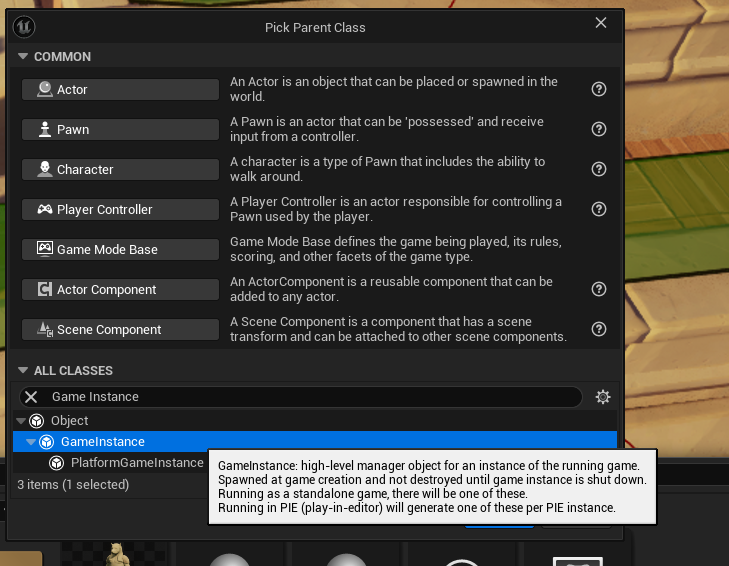 Pick Parent Class
COMMON
Actor
An Actor is an object that can be placed or spawned in the
world.
Pawn
A Pawn is an actor that can be 'possessed' and receive
input from a controller.
Character
A character is a type of Pawn that includes the ability to
walk around.
Player Controller
A Player Controller is an actor responsible for controlling a
Pawn used by the player.
Game Mode Base
Game Mode Base defines the game being played, its rules,
scoring, and other facets of the game type.
Actor Component
An ActorComponent is a reusable component that can be
added to any actor.
Scene Component
A Scene Component is a component that has a scene
transform and can be attached to other scene components.
ALL CLASSES
Game Instance
Object
GameInstance
PlatformGameInstance
3 items (1 selected)
GameInstance: high-level manager object for an instance of the running game.
Spawned at game creation and not destroyed until game instance is shut down.
Running as a standalone game, there will be one of these.
Running in PIE (play-in-editor) will generate one of these per PIE instance.